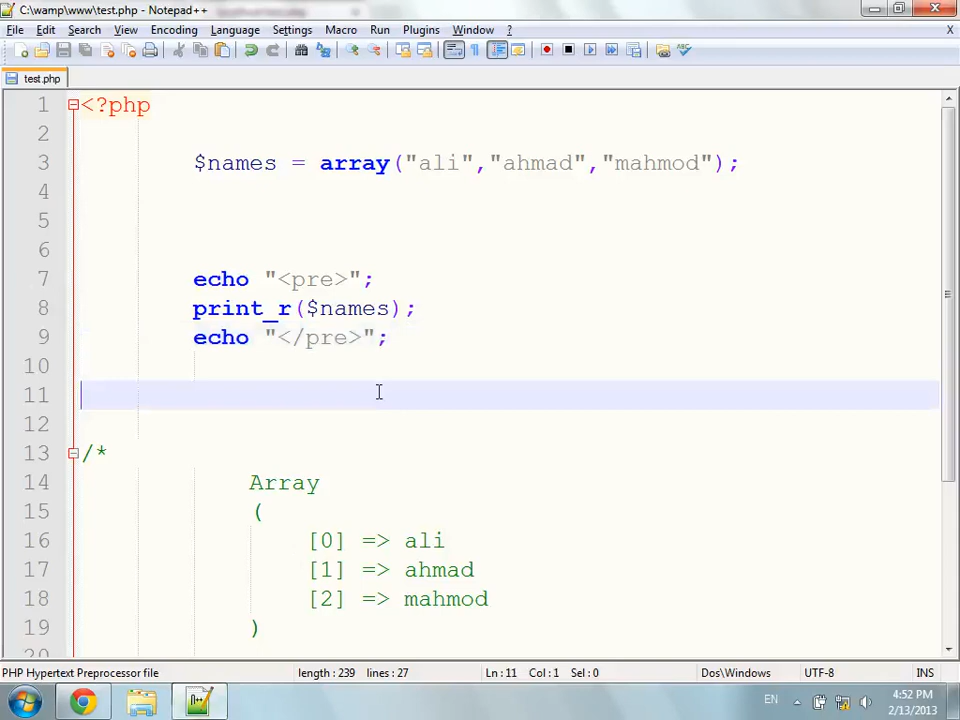 C:\wamp\www\test.php - Notepad++
File Edit Search View Encoding Language Settings Macro Run Plugins Window ? X
test.php
1 <?php
2
3 $names = array("ali","ahmad","mahmod");
4
5
6
7 echo "<pre>";
8 print_r($names);
9 echo "</pre>";
10
11
12
13 /*
14 Array
15 (
16 [0] => ali
17 [1] => ahmad
18 [2] => mahmod
19 )
20
PHP Hypertext Preprocessor file length : 239 lines : 27 Ln : 11 Col : 1 Sel : 0 Dos\Windows UTF-8 INS
EN 4:52 PM
2/13/2013